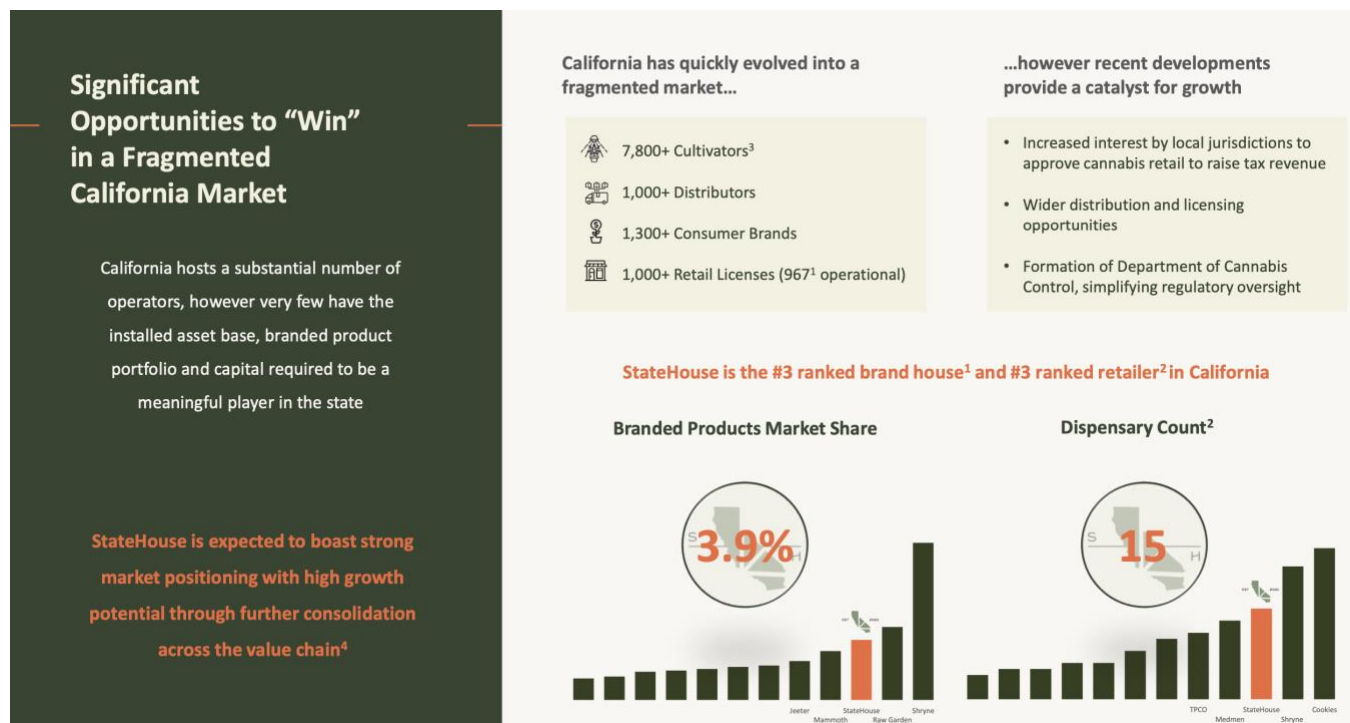 Significant
Opportunities to “Win”
in a Fragmented
California Market
California hosts a substantial number of
operators, however very few have the
installed asset base, branded product
portfolio and capital required to be a
meaningful player in the state
StateHouse is expected to boast strong
market positioning with high growth
potential through further consolidation
across the value chain⁴
California has quickly evolved into a
fragmented market…
7,800+ Cultivators³
1,000+ Distributors
1,300+ Consumer Brands
1,000+ Retail Licenses (967¹ operational)
…however recent developments
provide a catalyst for growth
• Increased interest by local jurisdictions to
approve cannabis retail to raise tax revenue
• Wider distribution and licensing
opportunities
• Formation of Department of Cannabis
Control, simplifying regulatory oversight
StateHouse is the #3 ranked brand house¹ and #3 ranked retailer² in California
Branded Products Market Share
S 3.9% H
Jeeter StateHouse Shryne
Mammoth Raw Garden
Dispensary Count²
S 15 H
TPCO StateHouse Cookies
Medmen Shryne